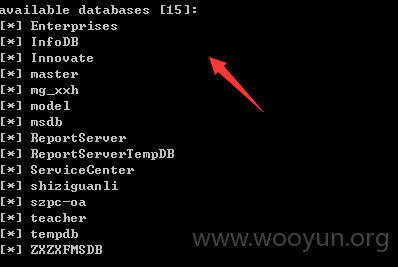 available databases [15]:
[*] Enterprises
[*] InfoDB
[*] Innovate
[*] master
[*] mg_xxh
[*] model
[*] msdb
[*] ReportServer
[*] ReportServerTempDB
[*] ServiceCenter
[*] shiziguanli
[*] szpc-oa
[*] teacher
[*] tempdb
[*] ZXZXFMSDB
www.wooyun.org